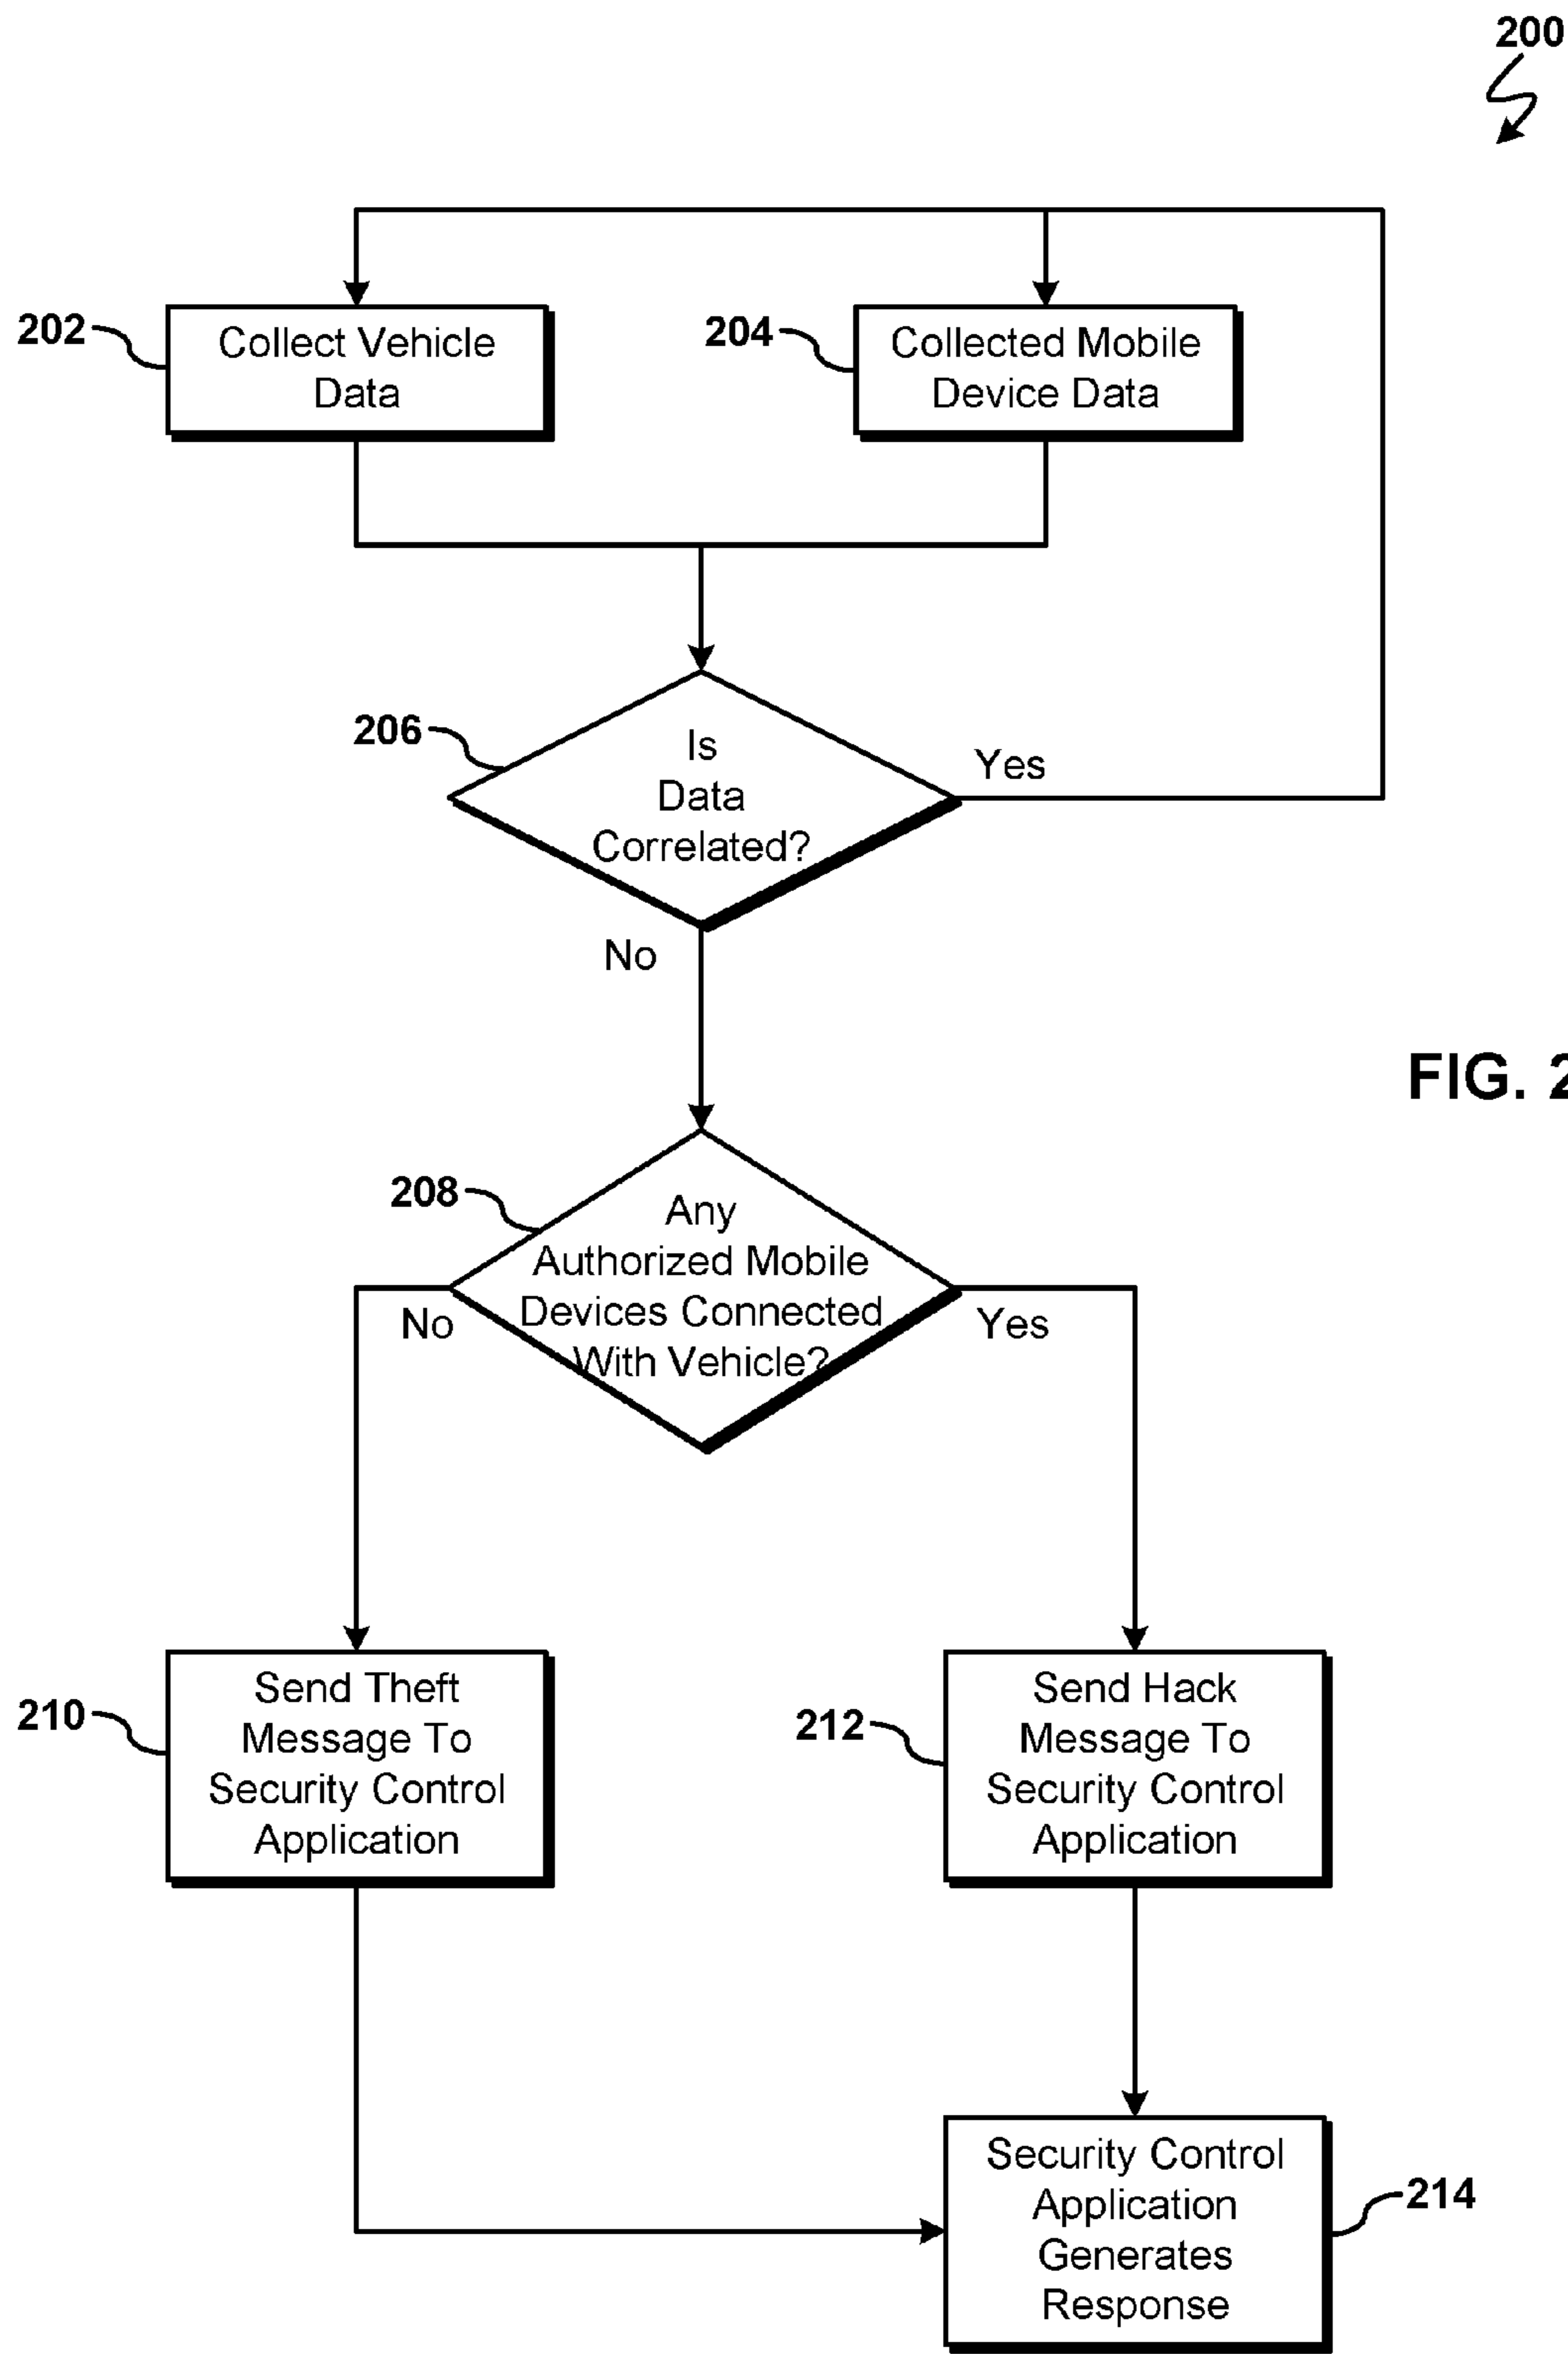 200
202
Collect Vehicle
Data
204
Collected Mobile
Device Data
206
Is
Data
Correlated?
Yes
No
FIG. 2
208
Any
Authorized Mobile
Devices Connected
With Vehicle?
No
Yes
210
Send Theft
Message To
Security Control
Application
212
Send Hack
Message To
Security Control
Application
Security Control
Application
Generates
Response
214